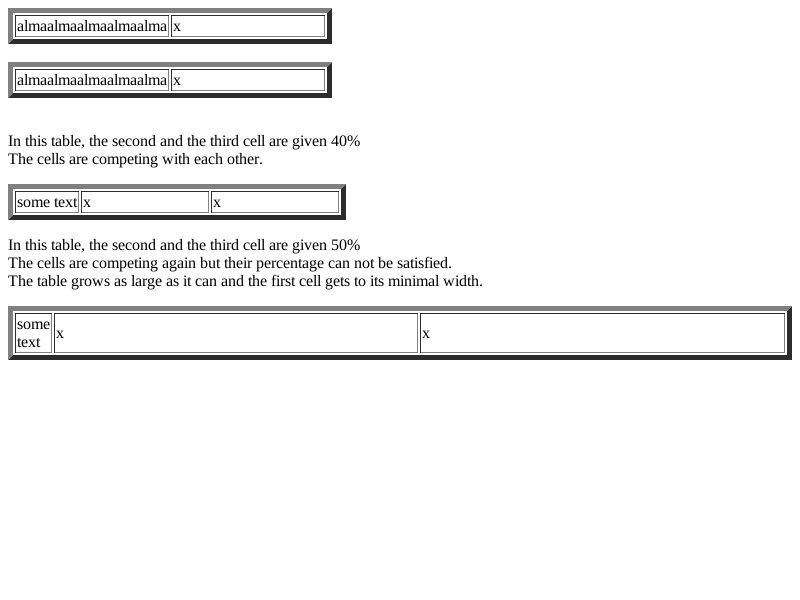 almaalmaalmaalmaalma x
almaalmaalmaalmaalma x
In this table, the second and the third cell are given 40%
The cells are competing with each other.
some text x x
In this table, the second and the third cell are given 50%
The cells are competing again but their percentage can not be satisfied.
The table grows as large as it can and the first cell gets to its minimal width.
some
text
x
x